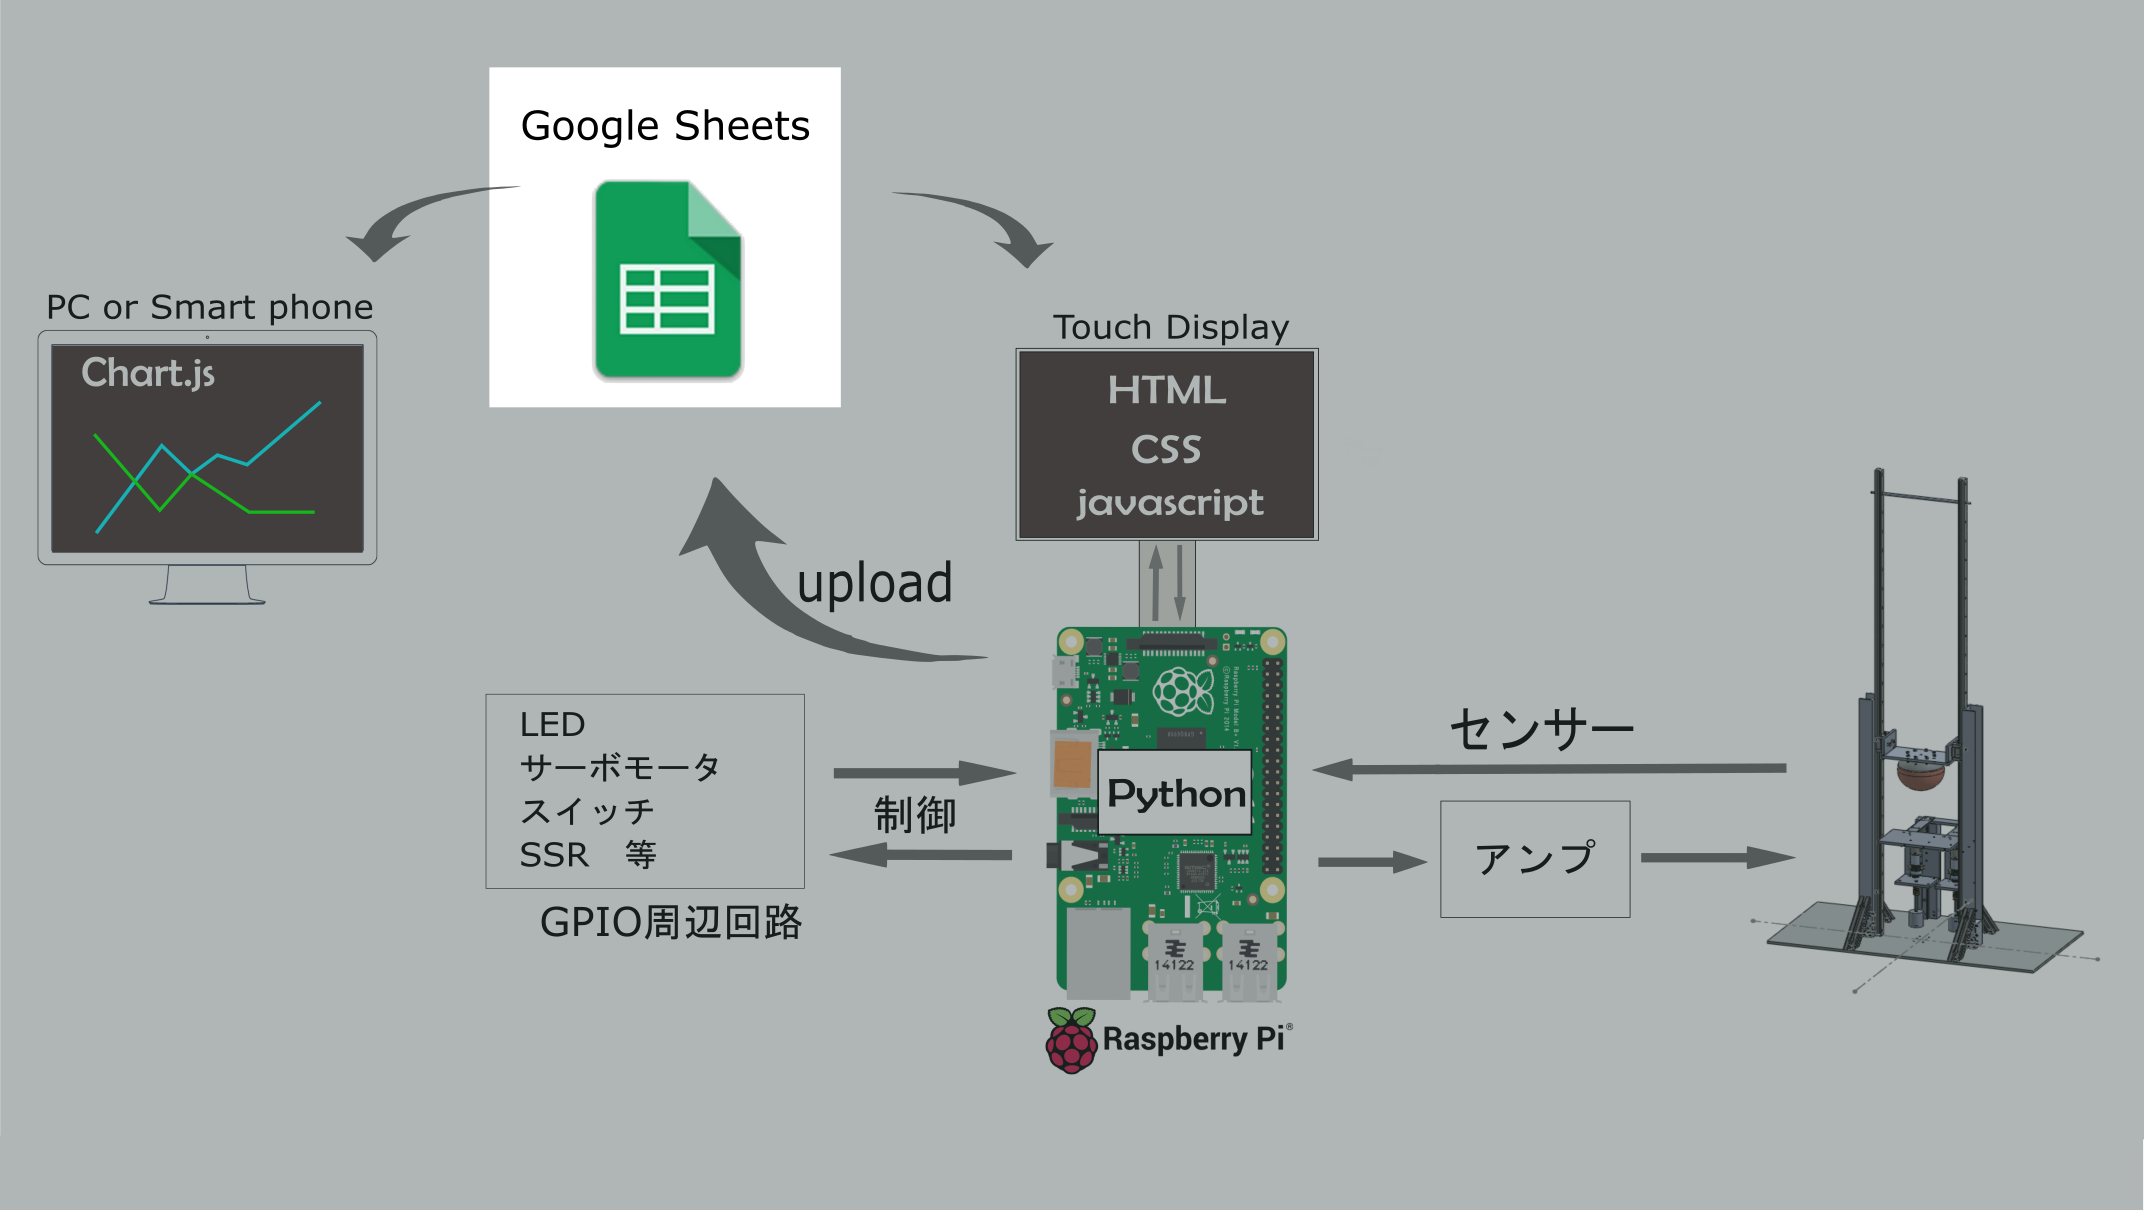 Google Sheets
PC or Smart phone
Chart.js
Touch Display
HTML
CSS
javascript
upload
LED
サーボモータ
スイッチ
SSR　等
GPIO周辺回路
制御
Python
センサー
アンプ
14122
14122
Raspberry Pi®